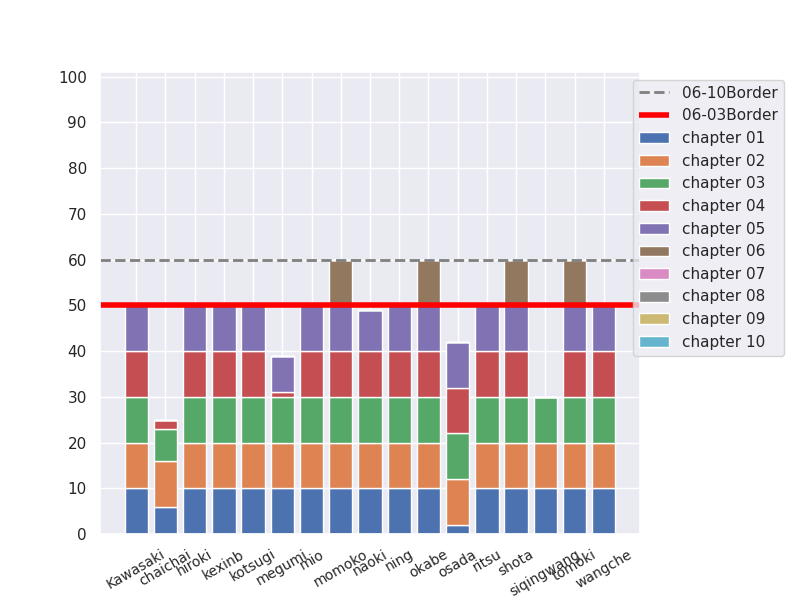 100
90
80
70
60
50
40
30
20
10
0
06-10Border
06-03Border
chapter 01
chapter 02
chapter 03
chapter 04
chapter 05
chapter 06
chapter 07
chapter 08
chapter 09
chapter 10
Kawasaki
chaichai
hiroki
kexinb
kotsugi
megumi
mio
momoko
naoki
ning
okabe
osada
ritsu
shota
siqingwang
tomoki
wangche